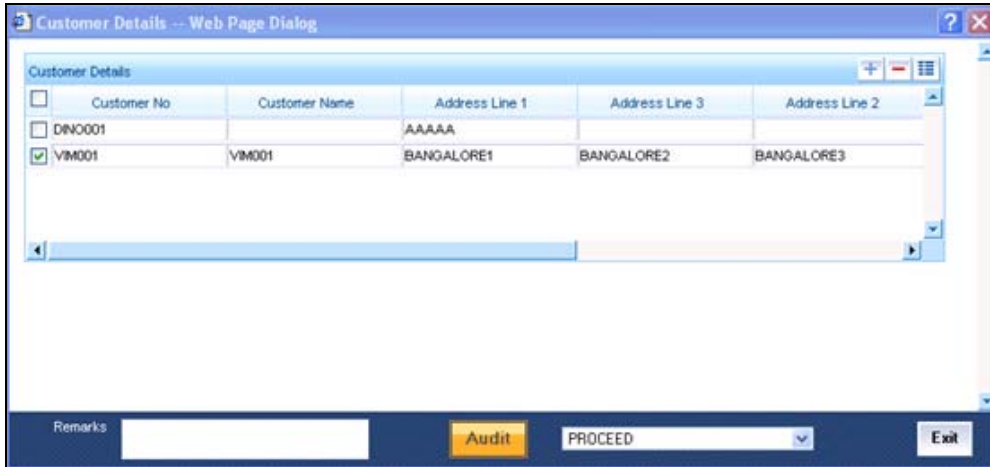 Customer Details -- Web Page Dialog
Customer Details
Customer No Customer Name Address Line 1 Address Line 3 Address Line 2
DINO001 AAAAA
VIM001 VIM001 BANGALORE1 BANGALORE2 BANGALORE3
Remarks Audit PROCEED Exit